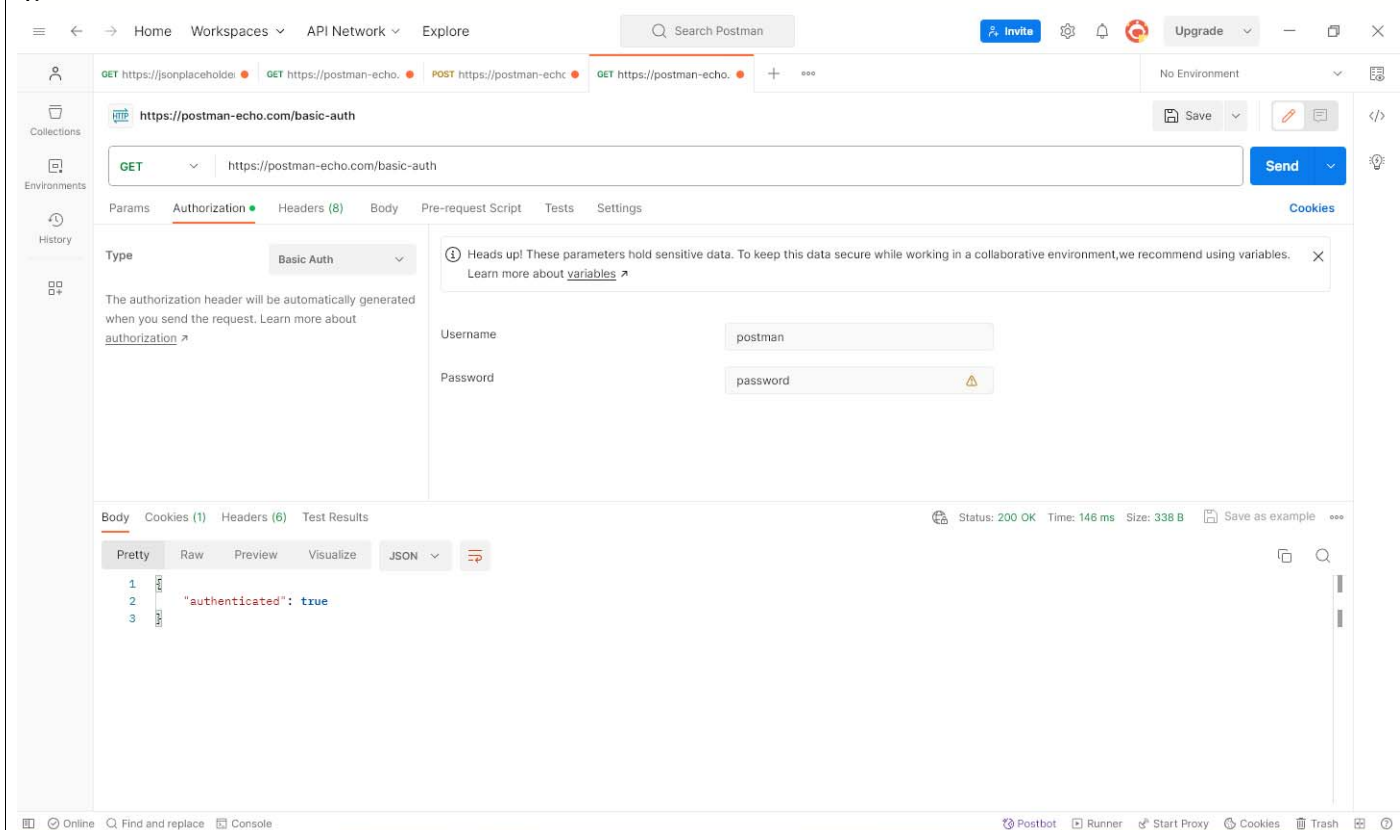 Home Workspaces API Network Explore Search Postman Invite Upgrade
GET https://jsonplaceholder GET https://postman-echo. POST https://postman-echo GET https://postman-echo. No Environment
Collections
HTTP https://postman-echo.com/basic-auth Save
Environments
GET https://postman-echo.com/basic-auth Send
Params Authorization Headers (8) Body Pre-request Script Tests Settings Cookies
History
Type Basic Auth
Heads up! These parameters hold sensitive data. To keep this data secure while working in a collaborative environment,we recommend using variables.
Learn more about variables ↗
The authorization header will be automatically generated
when you send the request. Learn more about
authorization ↗
Username postman
Password password
Body Cookies (1) Headers (6) Test Results Status: 200 OK Time: 146 ms Size: 338 B Save as example
Pretty Raw Preview Visualize JSON
1 {
2 "authenticated": true
3 }
Online Find and replace Console Postbot Runner Start Proxy Cookies Trash